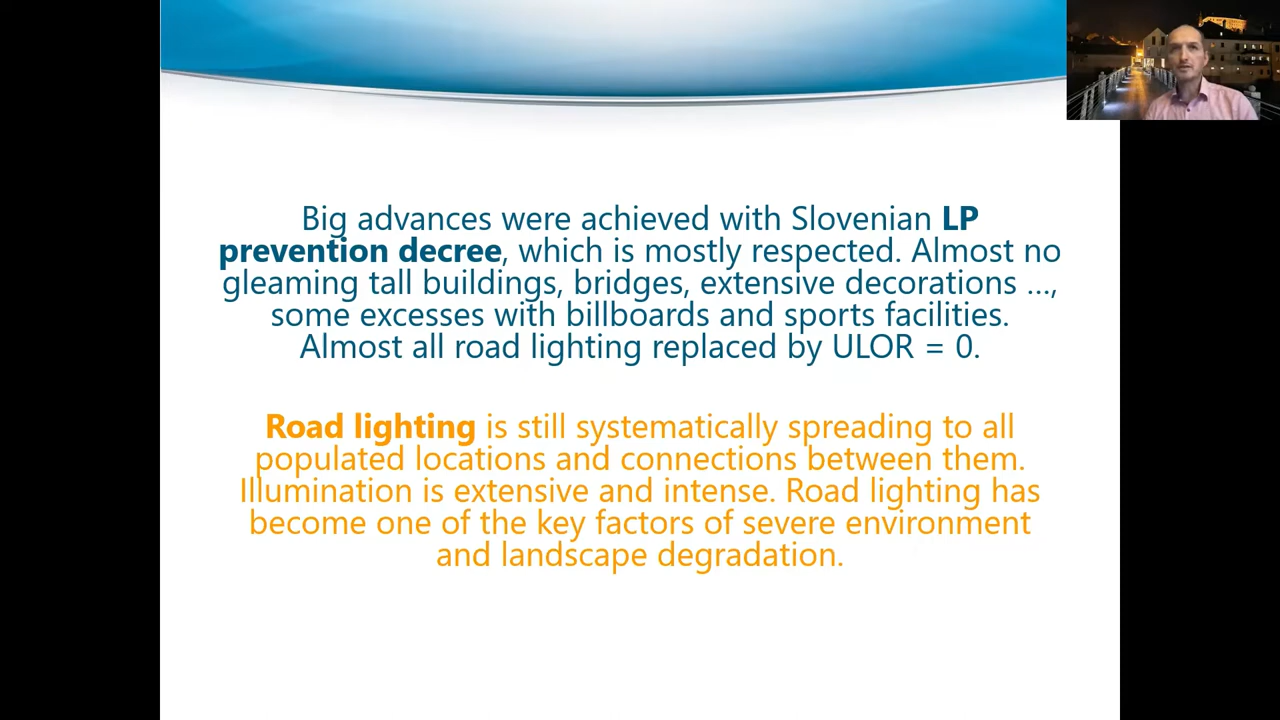 Big advances were achieved with Slovenian LP
prevention decree, which is mostly respected. Almost no
gleaming tall buildings, bridges, extensive decorations ...,
some excesses with billboards and sports facilities.
Almost all road lighting replaced by ULOR = 0.
Road lighting is still systematically spreading to all
populated locations and connections between them.
Illumination is extensive and intense. Road lighting has
become one of the key factors of severe environment
and landscape degradation.